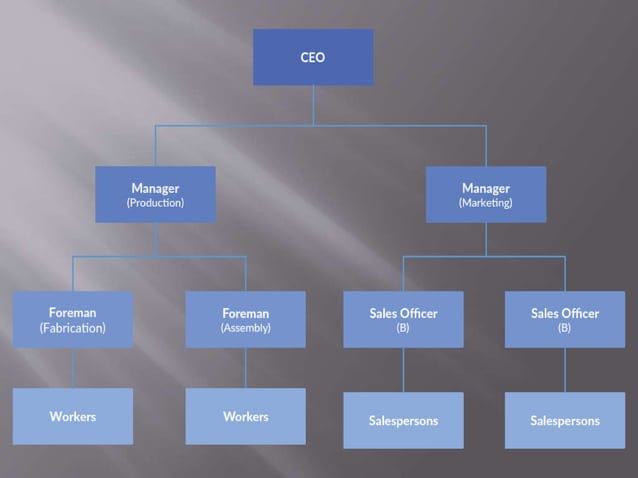 CEO
Manager
(Production)
Manager
(Marketing)
Foreman
(Fabrication)
Foreman
(Assembly)
Sales Officer
(B)
Sales Officer
(B)
Workers
Workers
Salespersons
Salespersons